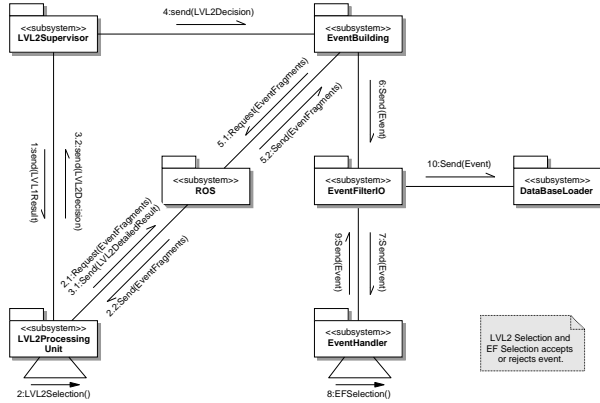 4:send(LVL2Decision)
<<subsystem>>
LVL2Supervisor
<<subsystem>>
EventBuilding
1:send(LVL1Result)
3.2:send(LVL2Decision)
5.1:Request(EventFragments)
5.2:Send(EventFragments)
6:Send(Event)
<<subsystem>>
ROS
<<subsystem>>
EventFilterIO
10:Send(Event)
<<subsystem>>
DataBaseLoader
2.1:Request(EventFragments)
3.1:Send(LVL2DetailedResult)
2.2:Send(EventFragments)
9:Send(Event)
7:Send(Event)
<<subsystem>>
LVL2Processing
Unit
<<subsystem>>
EventHandler
LVL2 Selection and
EF Selection accepts
or rejects event.
2:LVL2Selection()
8:EFSelection()